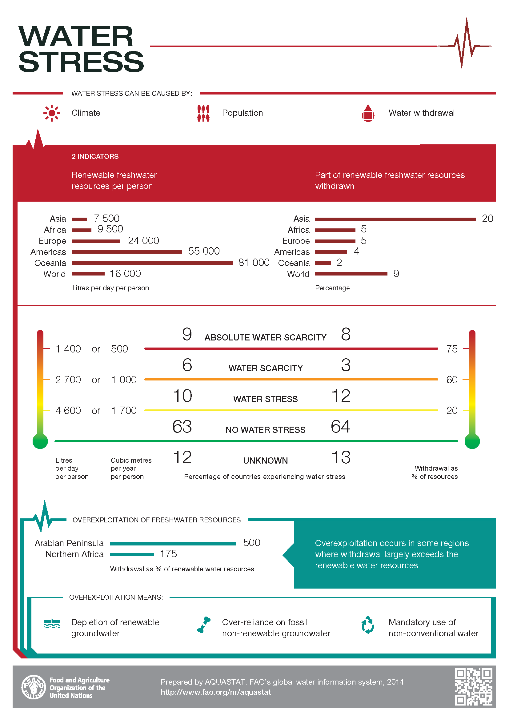 WATER
STRESS
WATER STRESS CAN BE CAUSED BY:
Climate
Population
Water withdrawal
2 INDICATORS
Renewable freshwater
resources per person
Part of renewable freshwater resources
withdrawn
Asia 7 500
Africa 9 500
Europe 24 000
Americas 55 000
Oceania 81 000
World 16 000
Litres per day per person
Asia 20
Africa 5
Europe 5
Americas 4
Oceania 2
World 9
Percentage
9 ABSOLUTE WATER SCARCITY 8
1 400 or 500 75
6 WATER SCARCITY 3
2 700 or 1 000 60
10 WATER STRESS 12
4 600 or 1 700 20
63 NO WATER STRESS 64
12 UNKNOWN 13
Litres
per day
per person
Cubic metres
per year
per person
Percentage of countries experiencing water stress
Withdrawal as
% of resources
OVEREXPLOITATION OF FRESHWATER RESOURCES
Arabian Peninsula 500
Northern Africa 175
Withdrawal as % of renewable water resources
Overexploitation occurs in some regions
where withdrawal largely exceeds the
renewable water resources
OVEREXPLOITATION MEANS:
Depletion of renewable
groundwater
Over-reliance on fossil
non-renewable groundwater
Mandatory use of
non-conventional water
Food and Agriculture
Organization of the
United Nations
Prepared by AQUASTAT, FAO's global water information system, 2014
http://www.fao.org/nr/aquastat